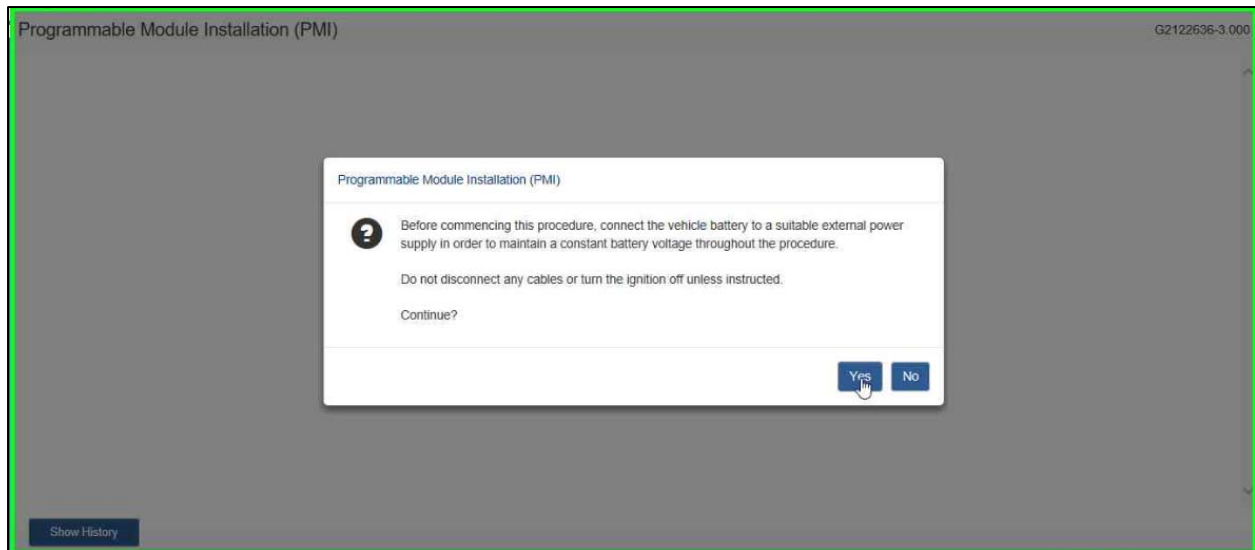 Programmable Module Installation (PMI)
G2122636-3.000
Programmable Module Installation (PMI)
Before commencing this procedure, connect the vehicle battery to a suitable external power
supply in order to maintain a constant battery voltage throughout the procedure.
Do not disconnect any cables or turn the ignition off unless instructed.
Continue?
Yes
No
Show History